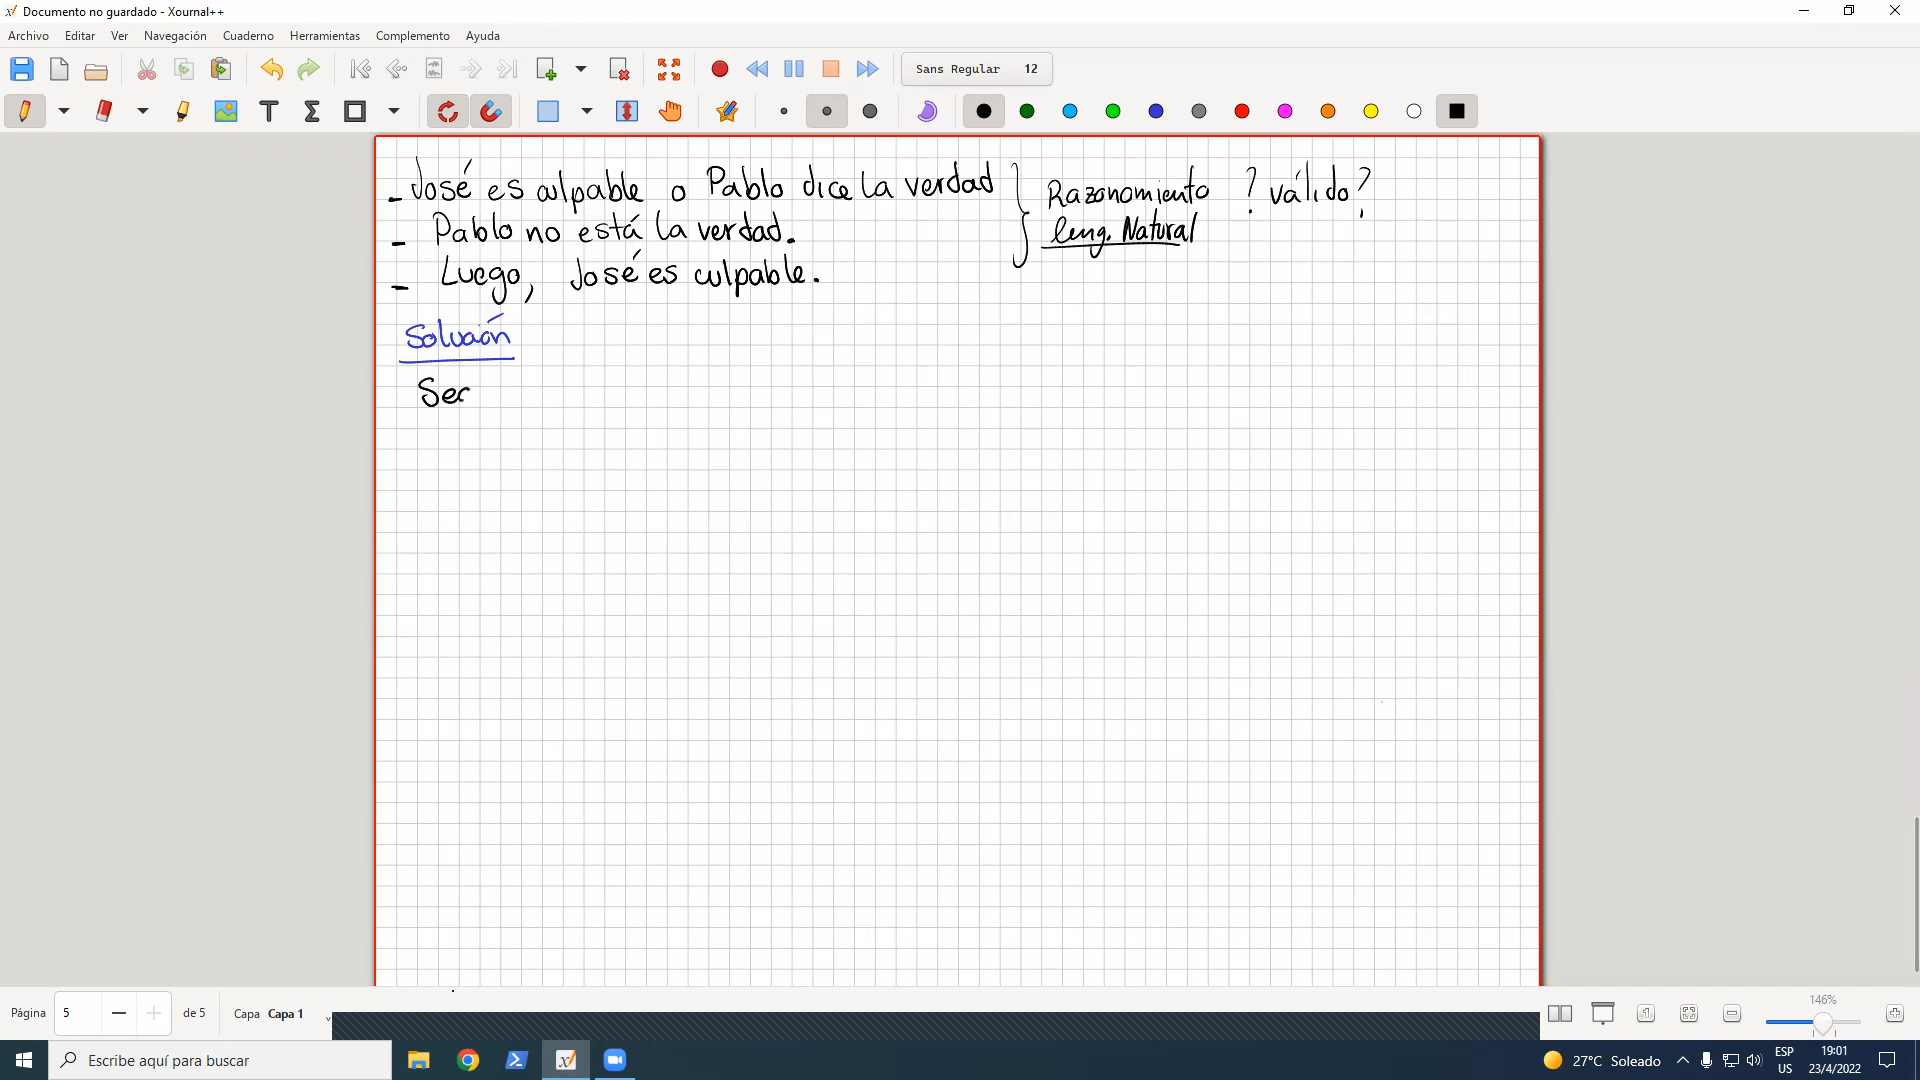 Documento no guardado - Xournal++
Archivo Editar Ver Navegación Cuaderno Herramientas Complemento Ayuda
Sans Regular 12
- José es culpable o Pablo dice la verdad } Razonamiento ? válido?
- Pablo no está la verdad. leng. Natural
- Luego, José es culpable.
Solución
Ser
Página 5 de 5 Capa Capa 1
146%
Escribe aquí para buscar
27°C Soleado
ESP
US
19:01
23/4/2022